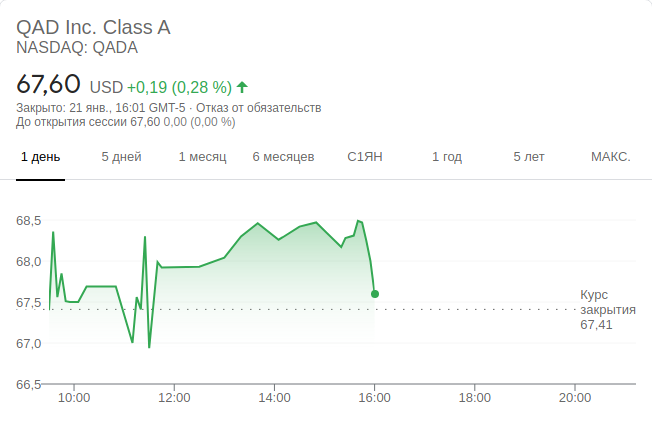 QAD Inc. Class A
NASDAQ: QADA
67,60 USD +0,19 (0,28 %)
Закрыто: 21 янв., 16:01 GMT-5 · Отказ от обязательств
До открытия сессии 67,60 0,00 (0,00 %)
1 день 5 дней 1 месяц 6 месяцев С1ЯН 1 год 5 лет МАКС.
68,5
68,0
67,5
67,0
66,5
Курс
закрытия
67,41
10:00 12:00 14:00 16:00 18:00 20:00